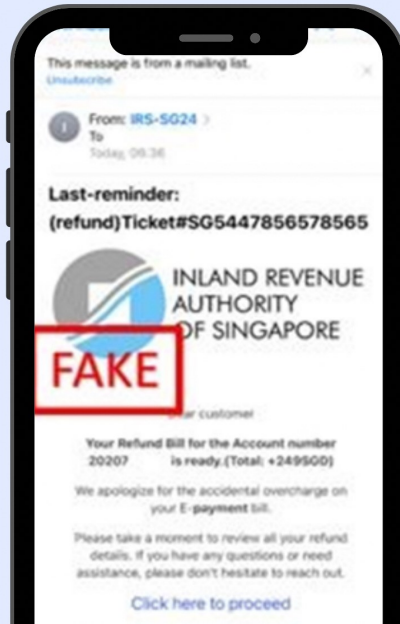 This message is from a mailing list.
Unsubscribe
From: IRS-SG24
To
Today, 06:36
Last-reminder:
(refund)Ticket#SG5447856578565
INLAND REVENUE
AUTHORITY
OF SINGAPORE
FAKE
customer
Your Refund Bill for the Account number
20207 is ready.(Total: +249SGD)
We apologize for the accidental overcharge on
your E-payment bill.
Please take a moment to review all your refund
details. If you have any questions or need
assistance, please don't hesitate to reach out.
Click here to proceed